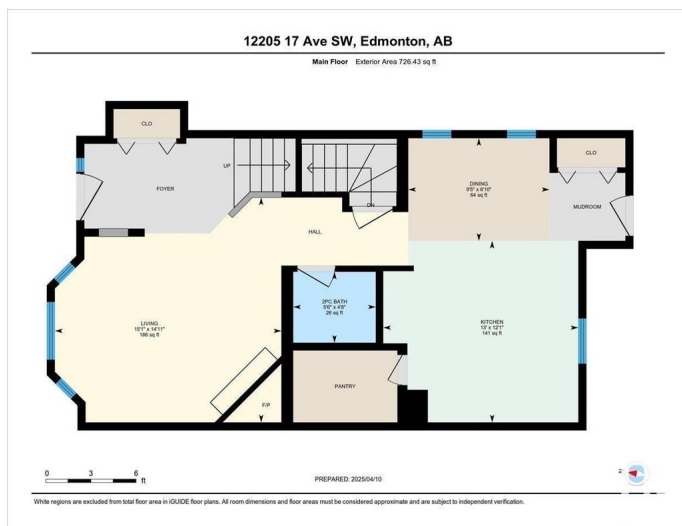 12205 17 Ave SW, Edmonton, AB
Main Floor Exterior Area 726.43 sq ft
CLO
UP
FOYER
DN
DINING
9'5" x 6'10"
64 sq ft
CLO
MUDROOM
HALL
2PC BATH
5'6" x 4'8"
26 sq ft
LIVING
15'1" x 14'11"
186 sq ft
KITCHEN
13' x 12'1"
141 sq ft
PANTRY
F/P
0 3 6
ft
PREPARED: 2025/04/10
White regions are excluded from total floor area in iGUIDE floor plans. All room dimensions and floor areas must be considered approximate and are subject to independent verification.